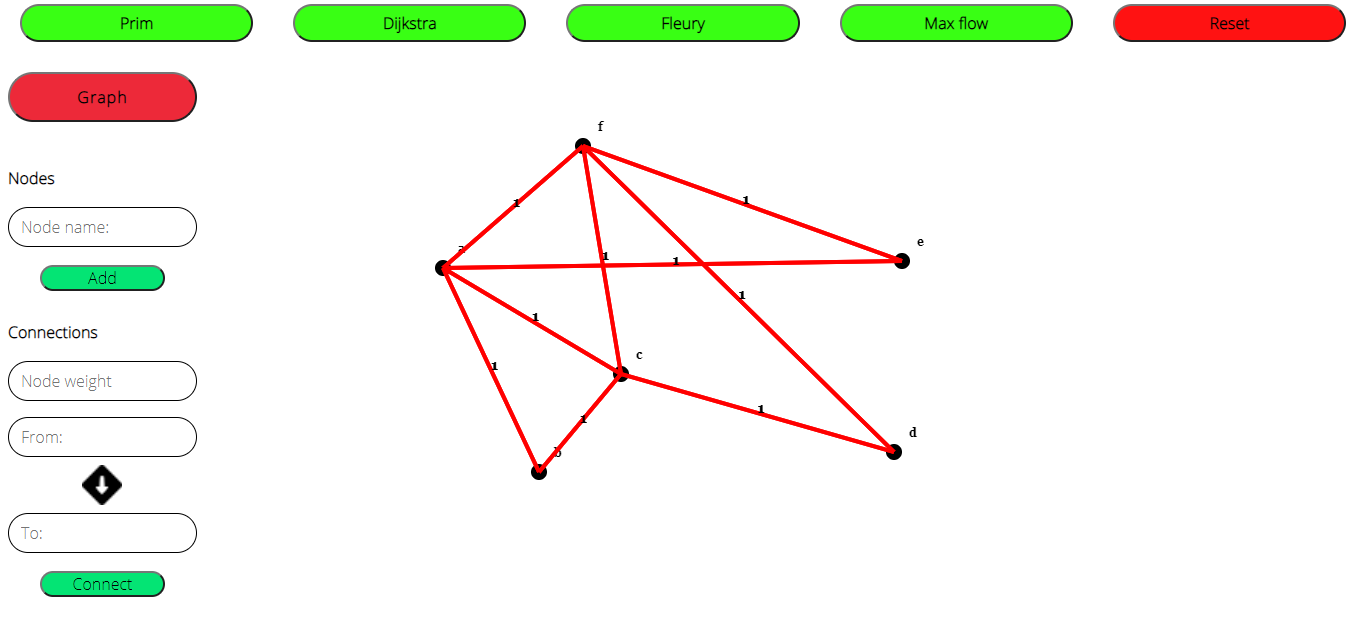 Prim
Dijkstra
Fleury
Max flow
Reset
Graph
Nodes
Node name:
Add
Connections
Node weight
From:
To:
Connect
f
1
1
a
e
1
1
1
1
c
1
1
1
d
b